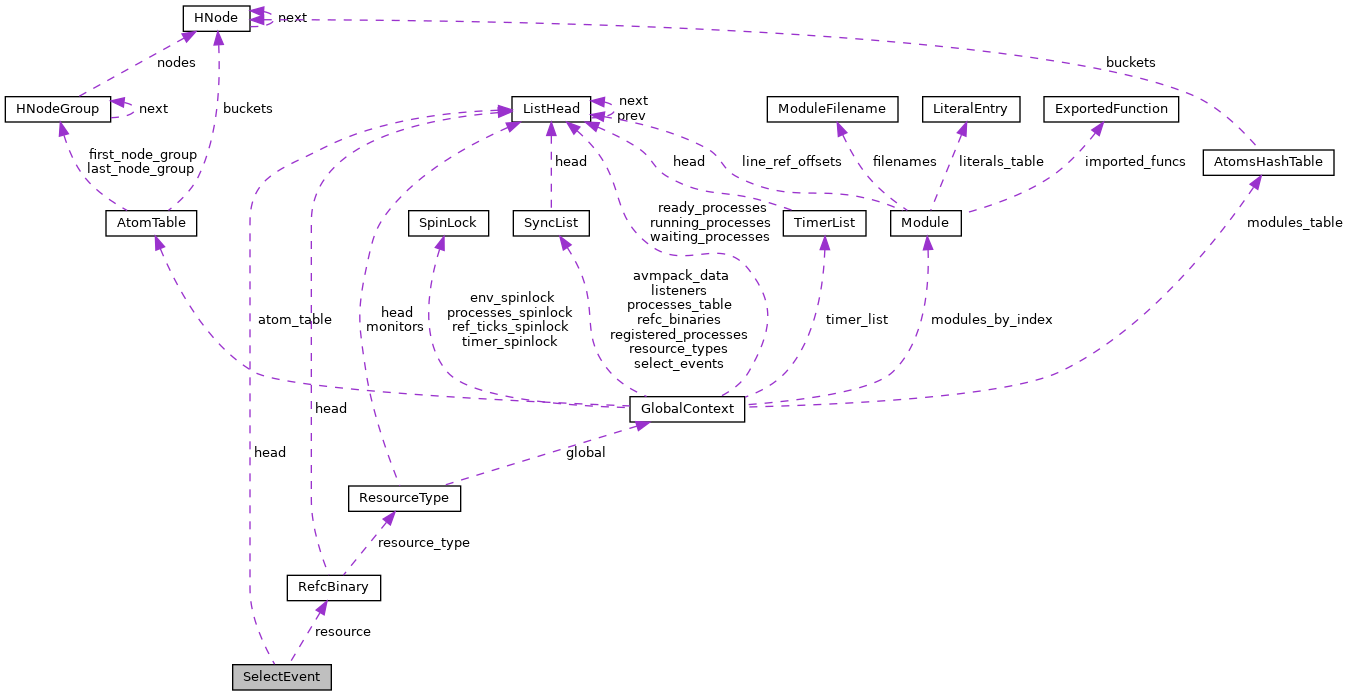 HNode
next
nodes
buckets
HNodeGroup
next
buckets
ListHead
next
prev
ModuleFilename
LiteralEntry
ExportedFunction
first_node_group
last_node_group
head
head
line_ref_offsets
filenames
literals_table
imported_funcs
AtomsHashTable
AtomTable
SpinLock
SyncList
ready_processes
running_processes
waiting_processes
TimerList
Module
modules_table
atom_table
head
monitors
env_spinlock
processes_spinlock
ref_ticks_spinlock
timer_spinlock
avmpack_data
listeners
processes_table
refc_binaries
registered_processes
resource_types
select_events
timer_list
modules_by_index
head
GlobalContext
head
global
ResourceType
resource_type
RefcBinary
resource
SelectEvent